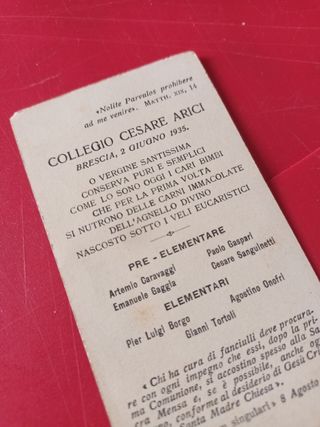 «Nolite Parvulos prohibere
ad me venire». MATTH. XIX, 14
COLLEGIO CESARE ARICI
BRESCIA, 2 GIUGNO 1935.
O VERGINE SANTISSIMA
CONSERVA PURI E SEMPLICI
COME LO SONO OGGI I CARI BIMBI
CHE PER LA PRIMA VOLTA
SI NUTRONO DELLE CARNI IMMACOLATE
DELL'AGNELLO DIVINO
NASCOSTO SOTTO I VELI EUCARISTICI
PRE - ELEMENTARE
Artemio Caravaggi Paolo Gaspari
Emanuele Gaggia Cesare Sanguinetti
ELEMENTARI
Pier Luigi Borgo Agostino Onofri
Gianni Tortoli
«Chi ha cura di fanciulli deve procura-
re con ogni impegno che essi, dopo la pri-
ma Comunione, si accostino spesso alla Sa-
cra Mensa e, se è possibile, anche ogni
conforme al desiderio di Gesù Cri
Santa Madre Chiesa».
singulari» 8 Agosto